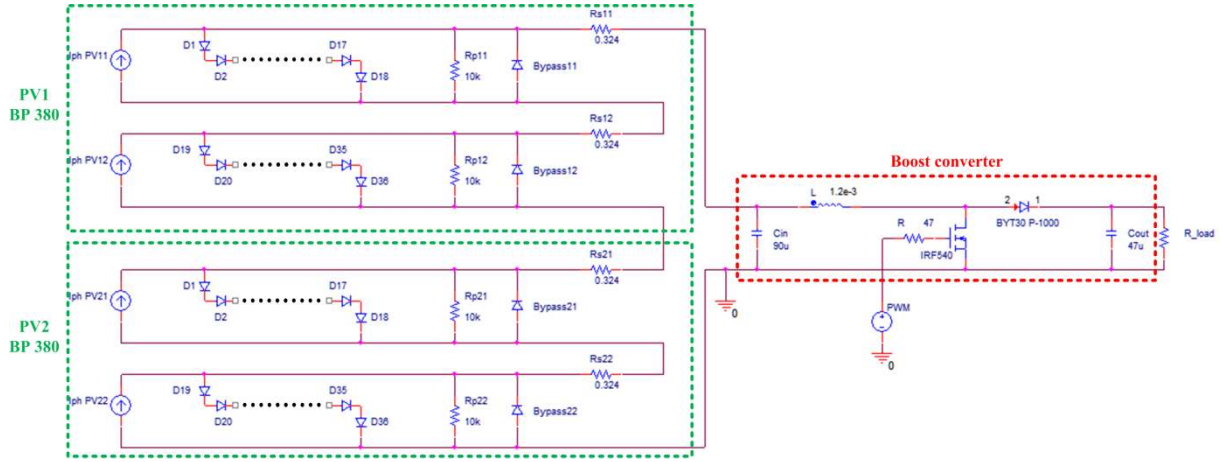 Iph PV11
D1
D2
D17
D18
Rp11
10k
Bypass11
Rs11
0.324
PV1
BP 380
Iph PV12
D19
D20
D35
D36
Rp12
10k
Bypass12
Rs12
0.324
Iph PV21
D1
D2
D17
D18
Rp21
10k
Bypass21
Rs21
0.324
PV2
BP 380
Iph PV22
D19
D20
D35
D36
Rp22
10k
Bypass22
Rs22
0.324
Boost converter
L 1.2e-3
2 1
BYT30 P-1000
Cin
90u
R 47
IRF540
Cout
47u
R_load
0
PWM
0